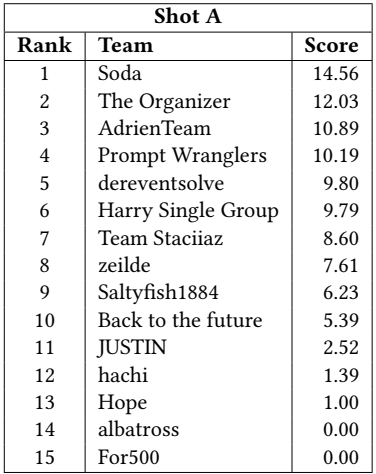 Shot A
Rank Team Score
1 Soda 14.56
2 The Organizer 12.03
3 AdrienTeam 10.89
4 Prompt Wranglers 10.19
5 dereventsolve 9.80
6 Harry Single Group 9.79
7 Team Staciiaz 8.60
8 zeilde 7.61
9 Saltyfish1884 6.23
10 Back to the future 5.39
11 JUSTIN 2.52
12 hachi 1.39
13 Hope 1.00
14 albatross 0.00
15 For500 0.00